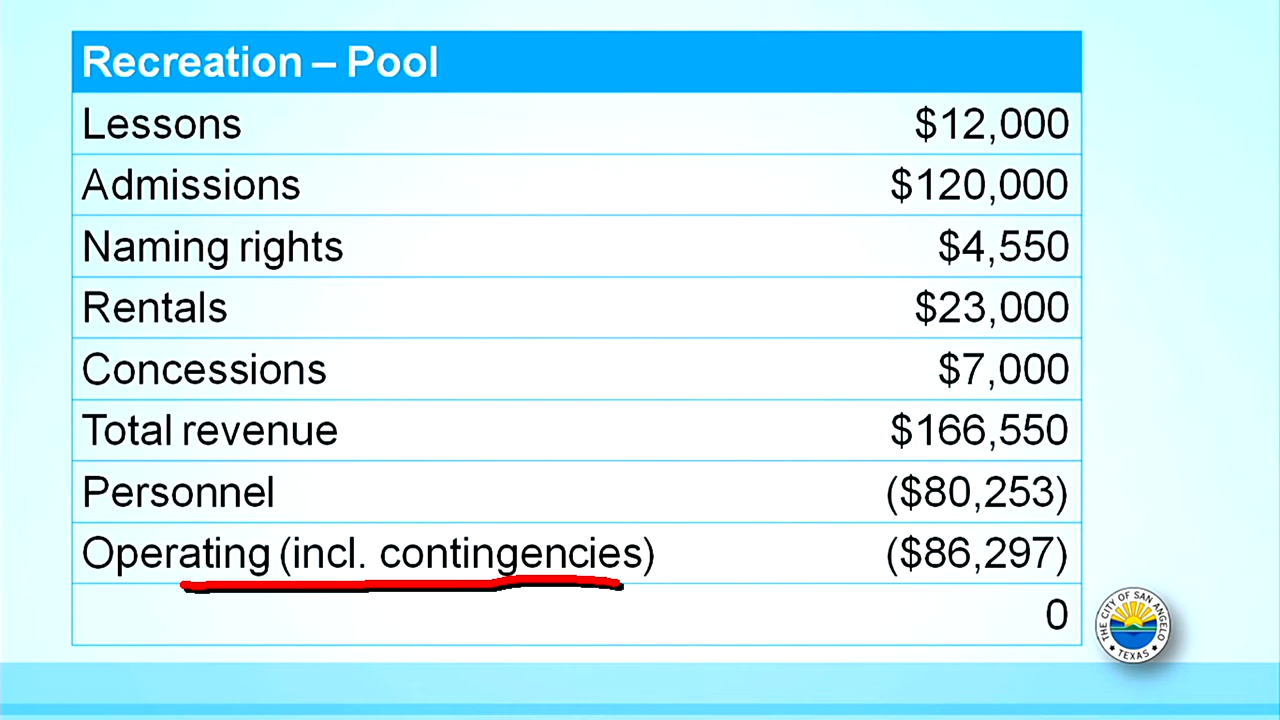 Recreation – Pool
Lessons $12,000
Admissions $120,000
Naming rights $4,550
Rentals $23,000
Concessions $7,000
Total revenue $166,550
Personnel ($80,253)
Operating (incl. contingencies) ($86,297)
0
THE CITY OF SAN ANGELO
TEXAS